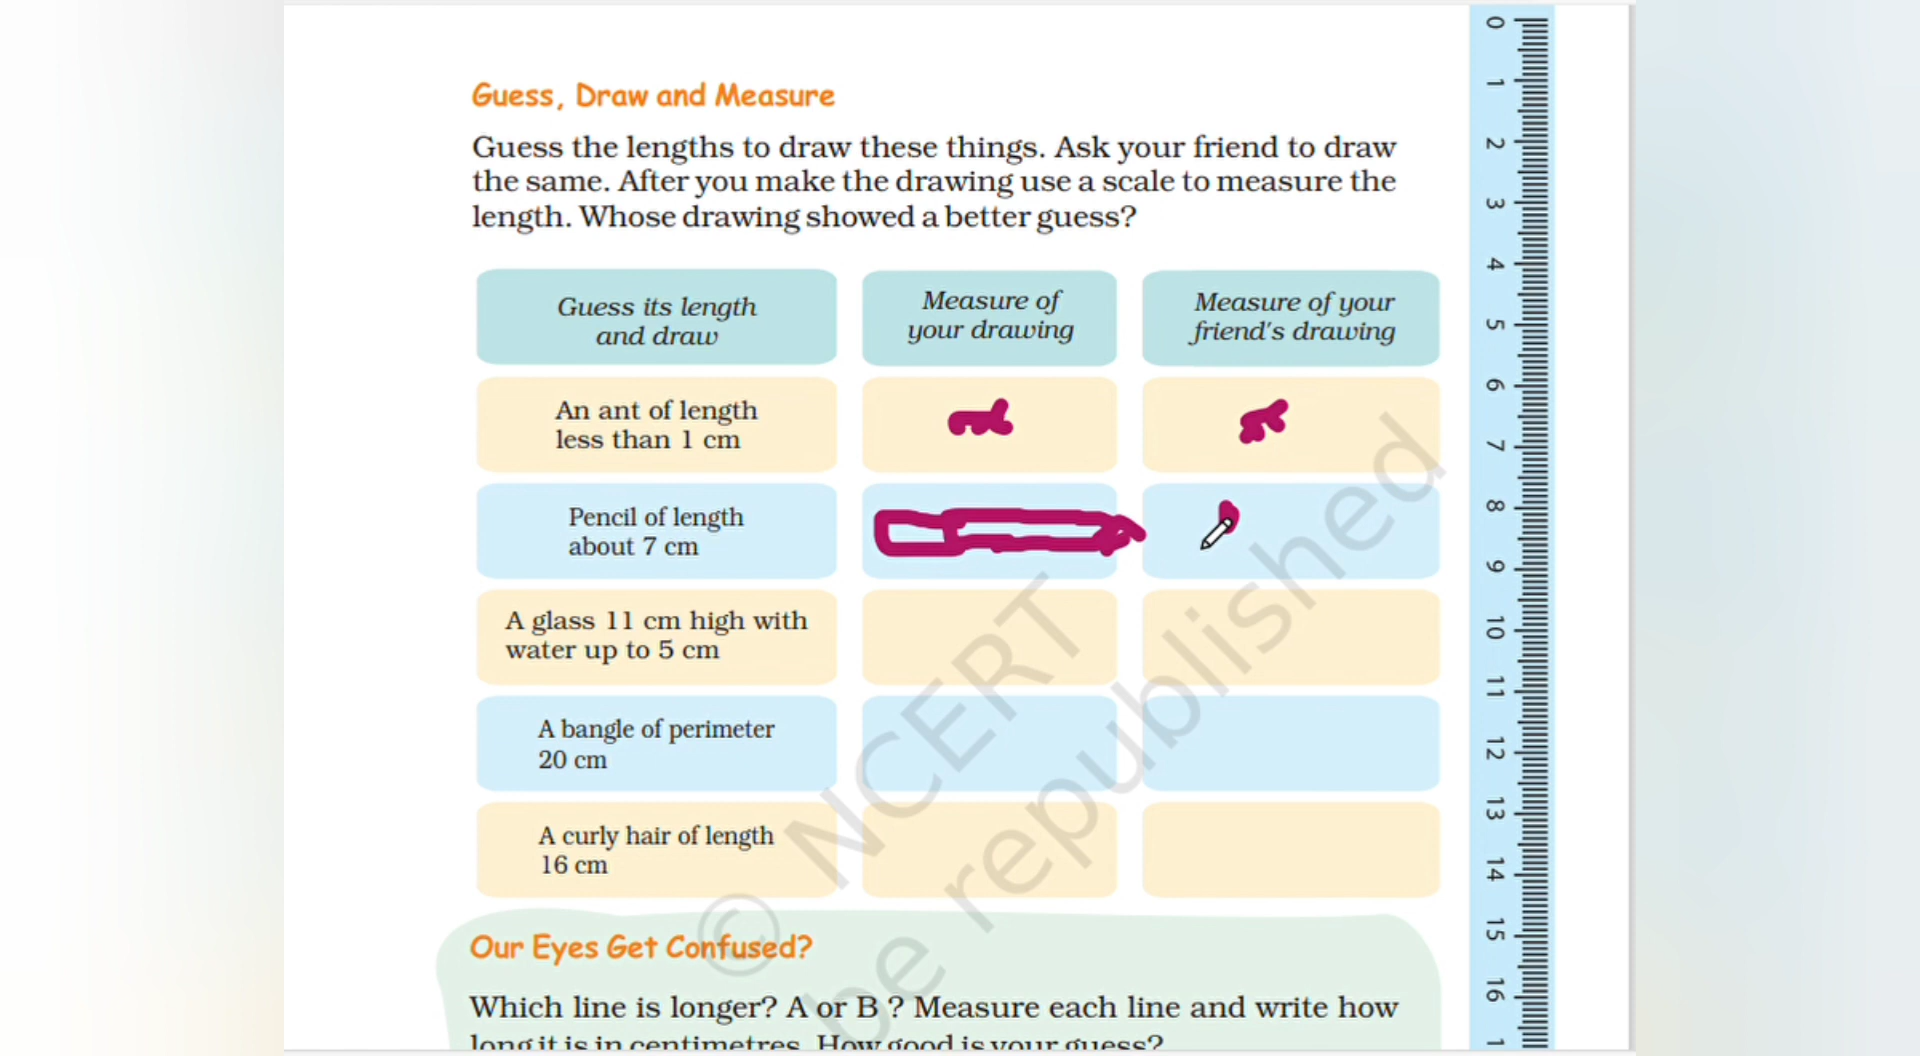 Guess, Draw and Measure
Guess the lengths to draw these things. Ask your friend to draw
the same. After you make the drawing use a scale to measure the
length. Whose drawing showed a better guess?
Guess its length
and draw
Measure of
your drawing
Measure of your
friend's drawing
An ant of length
less than 1 cm
Pencil of length
about 7 cm
A glass 11 cm high with
water up to 5 cm
A bangle of perimeter
20 cm
A curly hair of length
16 cm
Our Eyes Get Confused?
Which line is longer? A or B ? Measure each line and write how
long it is in centimetres. How good is your guess?
© NCERT
be republished
0
1
2
3
4
5
6
7
8
9
10
11
12
13
14
15
16